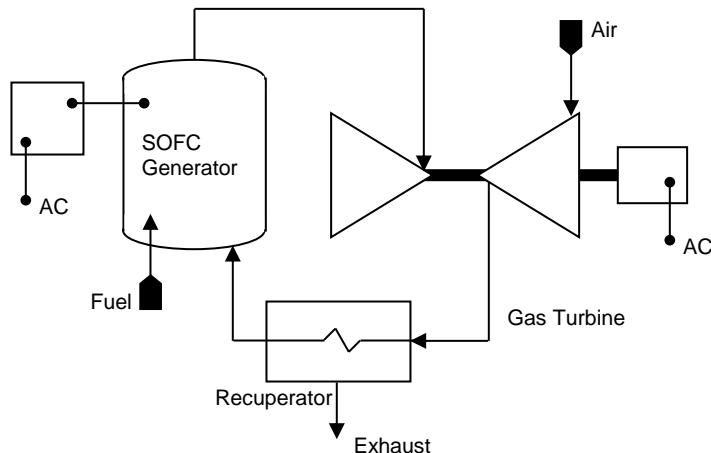 Air
SOFC
Generator
AC
AC
Fuel
Gas Turbine
Recuperator
Exhaust